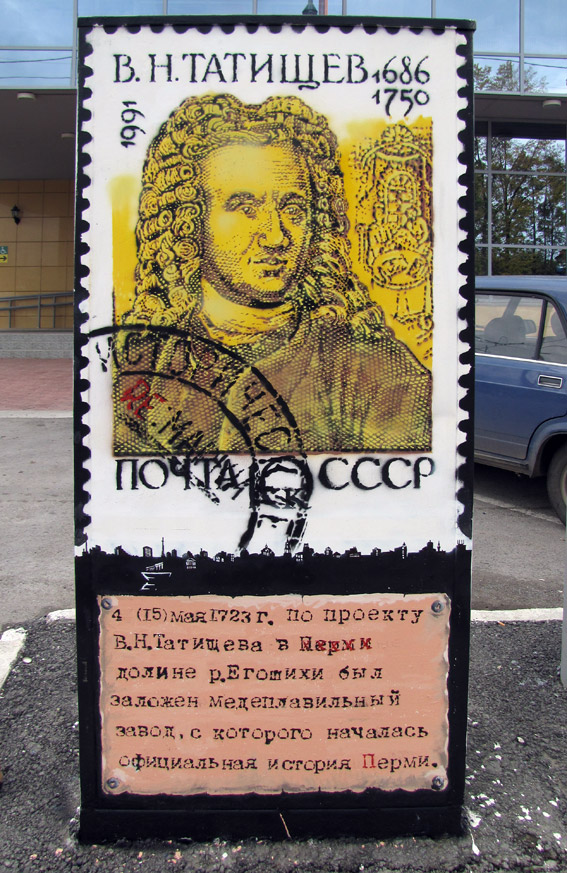 В.Н.ТАТИЩЕВ 1686
1750
1991
ИСТОРИЧЕС
ПОЧТА СССР
4 (15) мая 1723 г. по проекту
В.Н.Татищева в Перми
долине р.Егошихи был
заложен медеплавильный
завод, с которого началась
официальная история Перми.